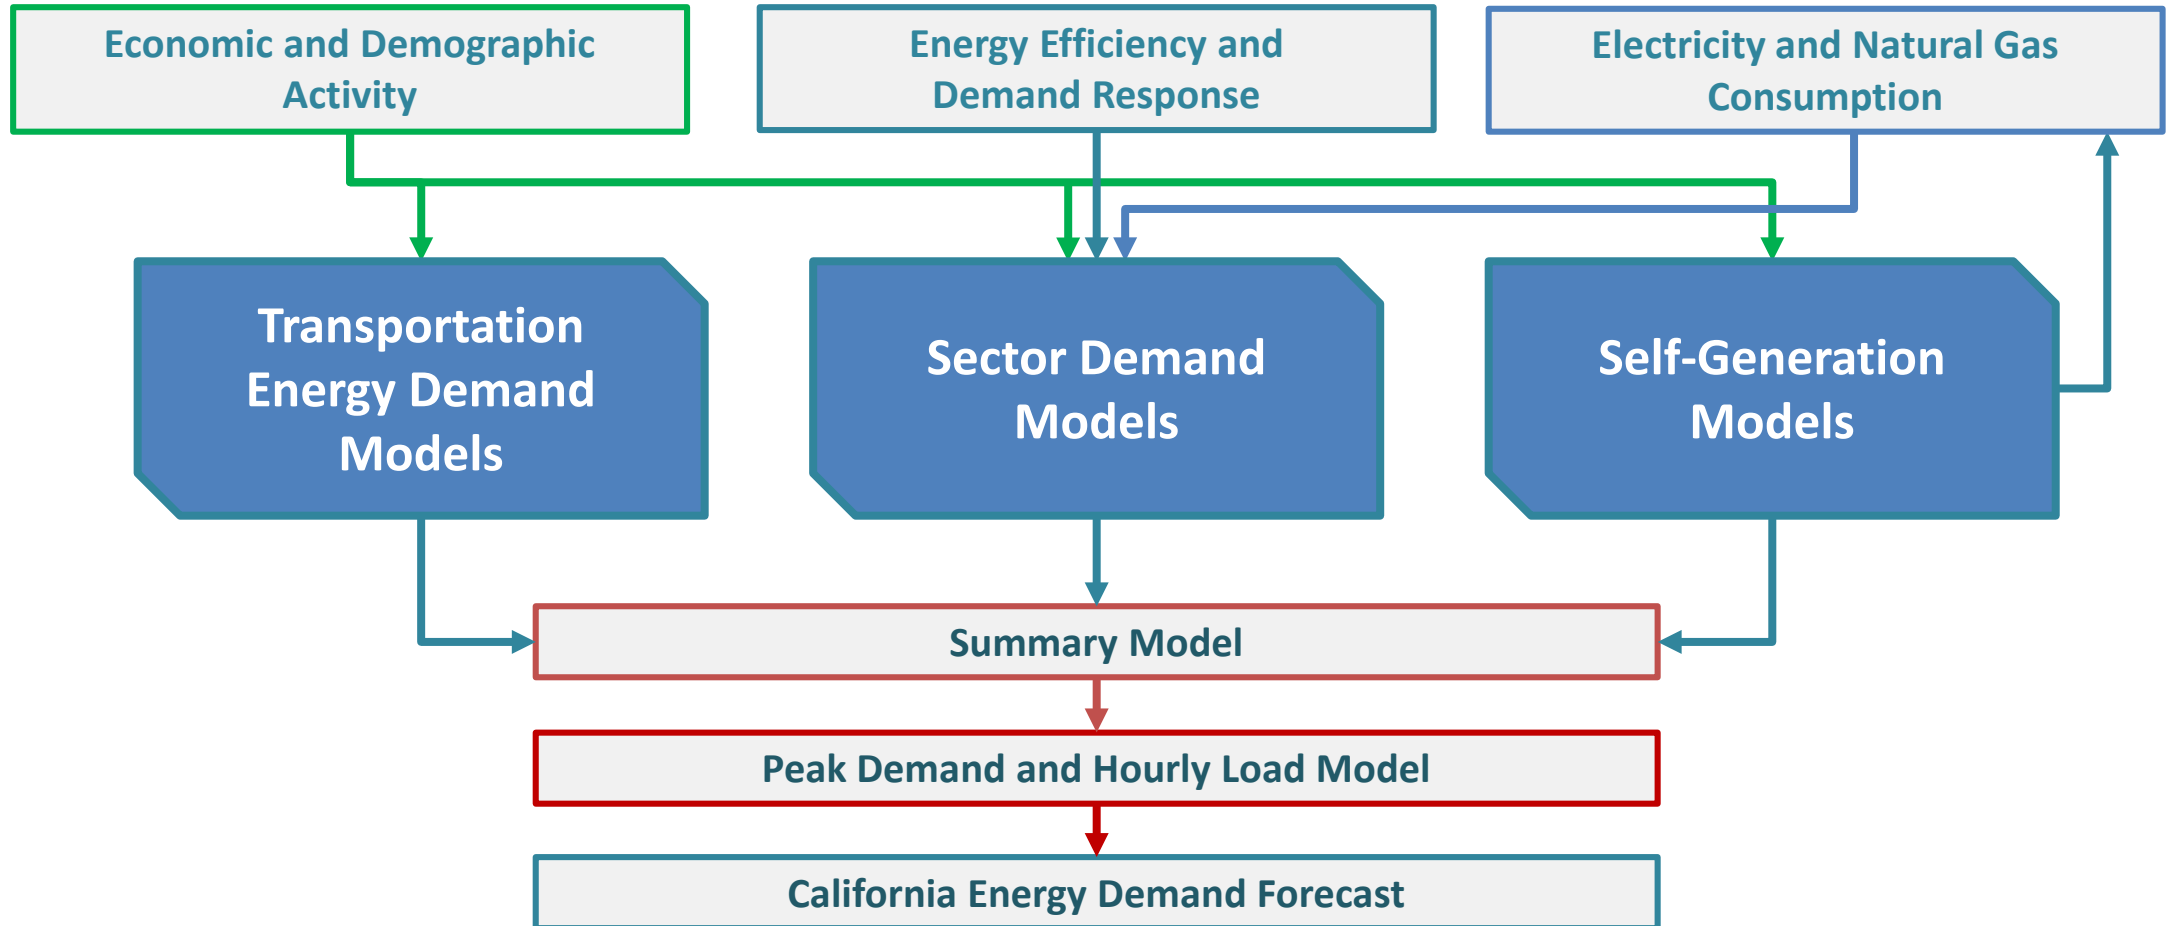 Economic and Demographic
Activity
Energy Efficiency and
Demand Response
Electricity and Natural Gas
Consumption
Transportation
Energy Demand
Models
Sector Demand
Models
Self-Generation
Models
Summary Model
Peak Demand and Hourly Load Model
California Energy Demand Forecast